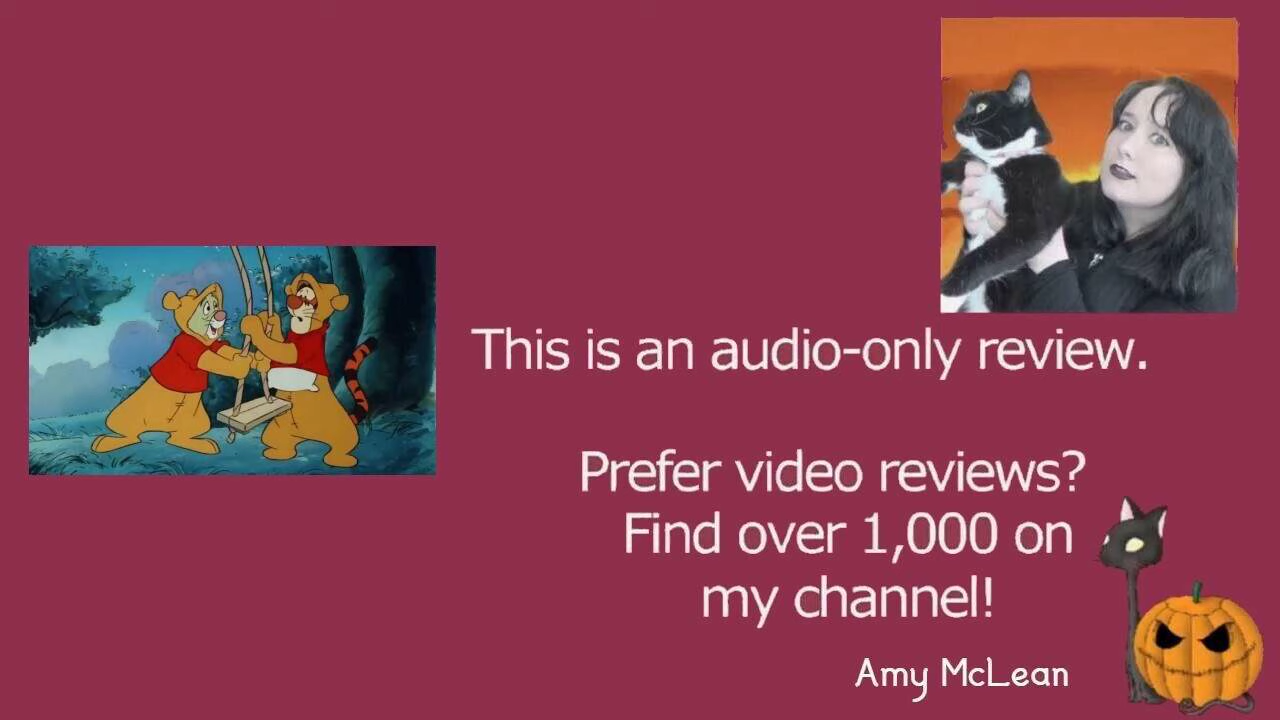 This is an audio-only review.
Prefer video reviews?
Find over 1,000 on
my channel!
Amy McLean